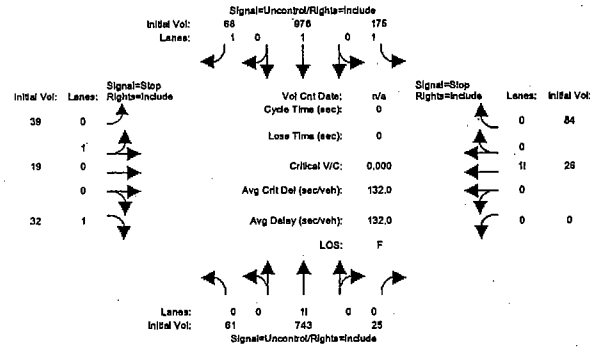 Signal=Uncontrol/Rights=Include
Initial Vol: 68 976 175
Lanes: 1 0 1 0 1
Signal=Stop
Initial Vol: Lanes: Rights=Include
Vol Cnt Date: n/a
Signal=Stop
Rights=Include Lanes: Initial Vol:
39 0
Cycle Time (sec): 0
0 84
1
Loss Time (sec): 0
0
19 0
Critical V/C: 0,000
1! 26
0
Avg Crit Del (sec/veh): 132,0
0
32 1
Avg Delay (sec/veh): 132,0
0 0
LOS: F
Lanes: 0 0 1! 0 0
Initial Vol: 61 743 25
Signal=Uncontrol/Rights=Include